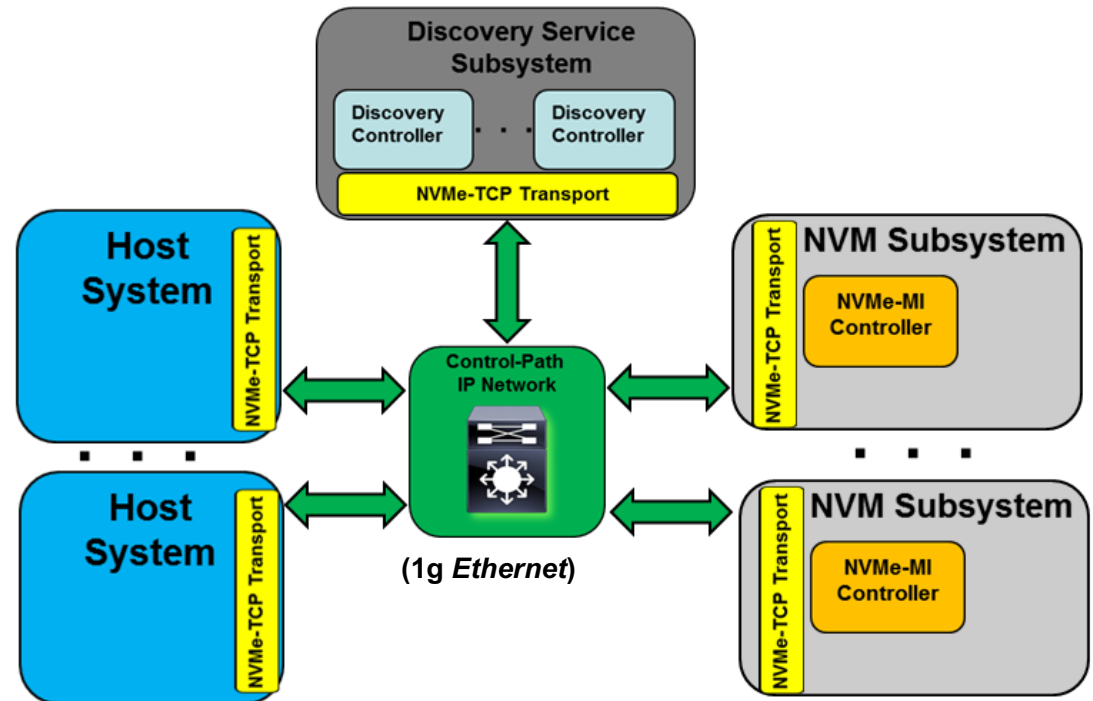 Discovery Service
Subsystem
Discovery
Controller
. . .
Discovery
Controller
NVMe-TCP Transport
Host
System
NVMe-TCP Transport
NVMe-TCP Transport
NVM Subsystem
NVMe-MI
Controller
Control-Path
IP Network
. . .
. . .
Host
System
NVMe-TCP Transport
(1g Ethernet)
NVMe-TCP Transport
NVM Subsystem
NVMe-MI
Controller